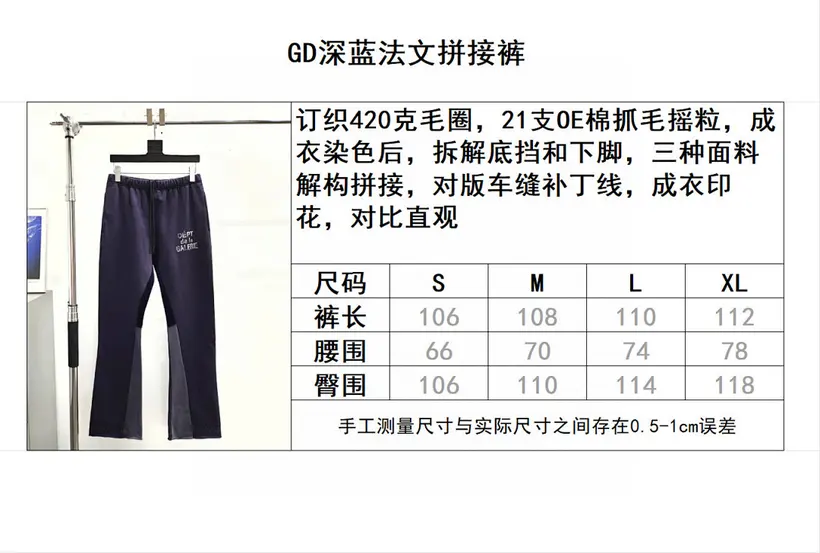 GD深蓝法文拼接裤
订织420克毛圈，21支OE棉抓毛摇粒，成
衣染色后，拆解底挡和下脚，三种面料
解构拼接，对版车缝补丁线，成衣印
花，对比直观
DÉPT
de la
GALERIE
尺码 S M L XL
裤长 106 108 110 112
腰围 66 70 74 78
臀围 106 110 114 118
手工测量尺寸与实际尺寸之间存在0.5-1cm误差